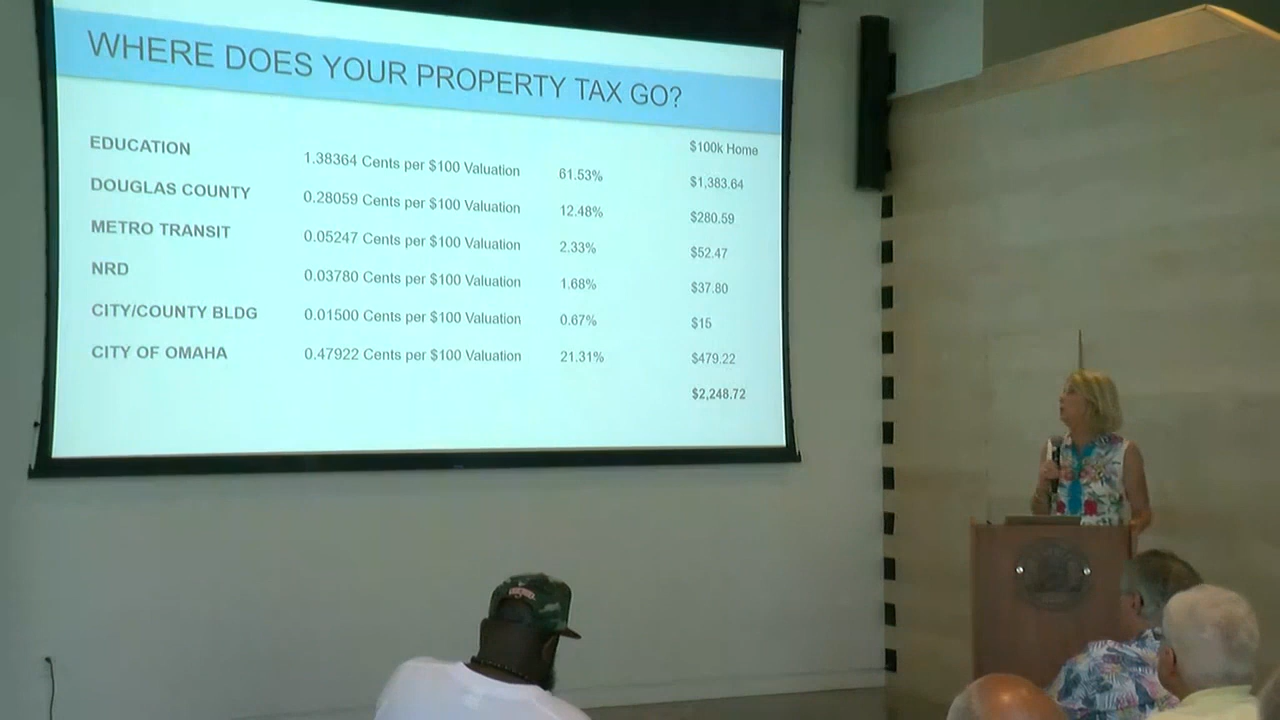 WHERE DOES YOUR PROPERTY TAX GO?
$100k Home
EDUCATION 1.38364 Cents per $100 Valuation 61.53% $1,383.64
DOUGLAS COUNTY 0.28059 Cents per $100 Valuation 12.48% $280.59
METRO TRANSIT 0.05247 Cents per $100 Valuation 2.33% $52.47
NRD 0.03780 Cents per $100 Valuation 1.68% $37.80
CITY/COUNTY BLDG 0.01500 Cents per $100 Valuation 0.67% $15
CITY OF OMAHA 0.47922 Cents per $100 Valuation 21.31% $479.22
$2,248.72